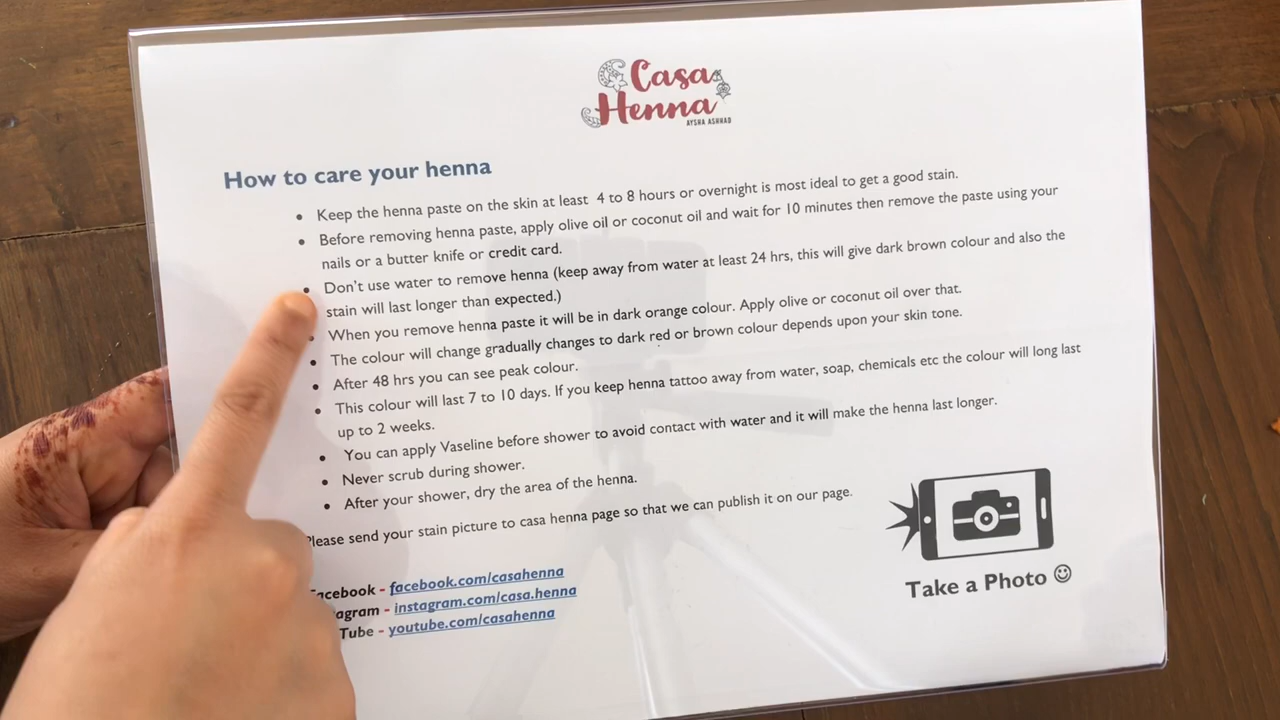 Casa
Henna
AYSHA ASHHAD
How to care your henna
• Keep the henna paste on the skin at least 4 to 8 hours or overnight is most ideal to get a good stain.
• Before removing henna paste, apply olive oil or coconut oil and wait for 10 minutes then remove the paste using your
nails or a butter knife or credit card.
• Don't use water to remove henna (keep away from water at least 24 hrs, this will give dark brown colour and also the
stain will last longer than expected.)
• When you remove henna paste it will be in dark orange colour. Apply olive or coconut oil over that.
• The colour will change gradually changes to dark red or brown colour depends upon your skin tone.
• After 48 hrs you can see peak colour.
• This colour will last 7 to 10 days. If you keep henna tattoo away from water, soap, chemicals etc the colour will long last
up to 2 weeks.
• You can apply Vaseline before shower to avoid contact with water and it will make the henna last longer.
• Never scrub during shower.
• After your shower, dry the area of the henna.
Please send your stain picture to casa henna page so that we can publish it on our page.
Facebook - facebook.com/casahenna
agram - instagram.com/casa.henna
Tube - youtube.com/casahenna
Take a Photo ☺